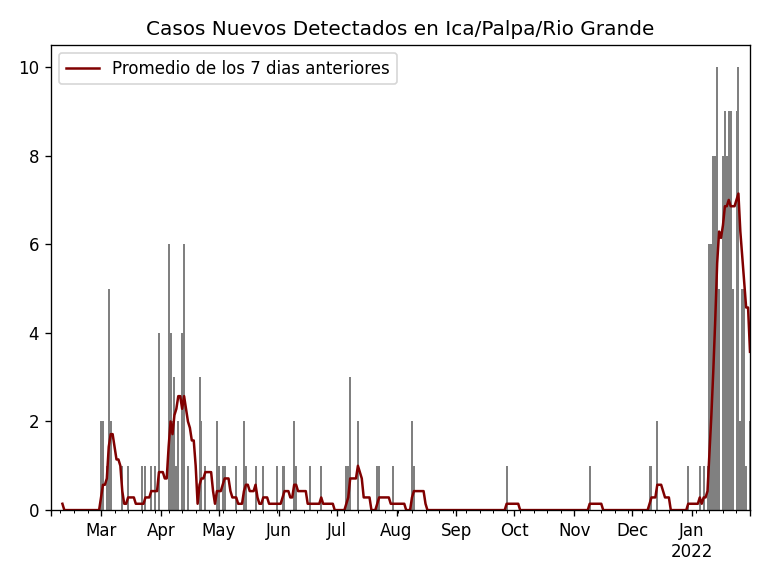 Casos Nuevos Detectados en Ica/Palpa/Rio Grande
Promedio de los 7 dias anteriores
10
8
6
4
2
0
Mar Apr May Jun Jul Aug Sep Oct Nov Dec Jan
2022